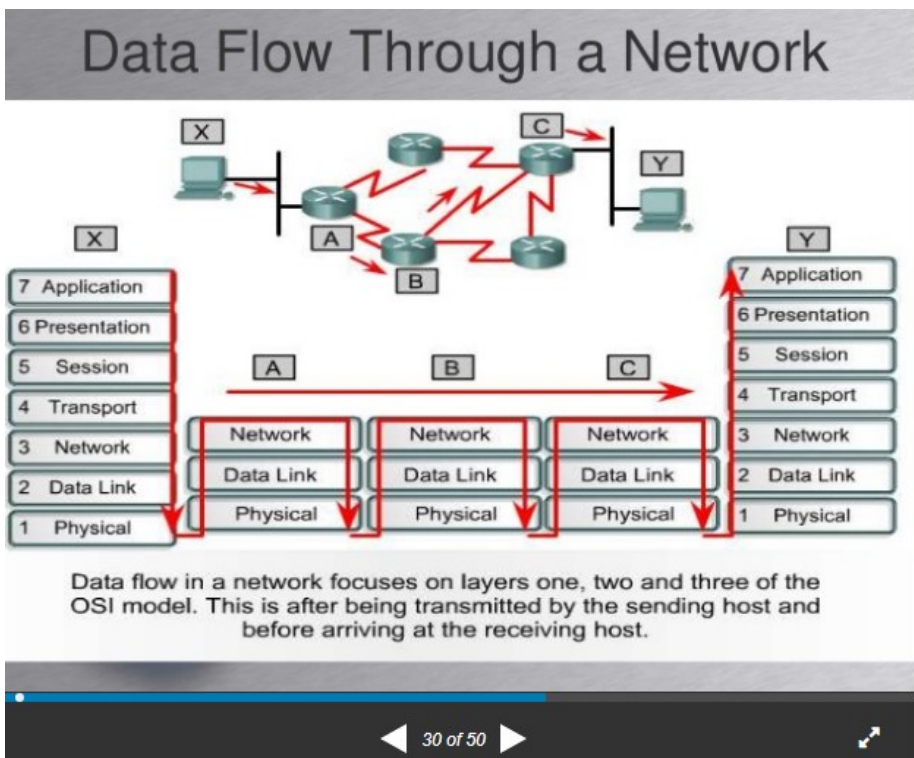 Data Flow Through a Network
X
C
Y
A
B
X
Y
7 Application
6 Presentation
5 Session
4 Transport
3 Network
2 Data Link
1 Physical
A
B
C
Network
Data Link
Physical
Network
Data Link
Physical
Network
Data Link
Physical
7 Application
6 Presentation
5 Session
4 Transport
3 Network
2 Data Link
1 Physical
Data flow in a network focuses on layers one, two and three of the
OSI model. This is after being transmitted by the sending host and
before arriving at the receiving host.
30 of 50